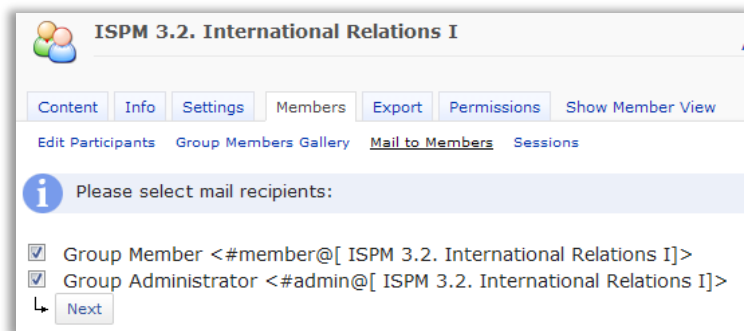 ISPM 3.2. International Relations I
Content Info Settings Members Export Permissions Show Member View
Edit Participants Group Members Gallery Mail to Members Sessions
i Please select mail recipients:
Group Member <#member@[ ISPM 3.2. International Relations I]>
Group Administrator <#admin@[ ISPM 3.2. International Relations I]>
Next